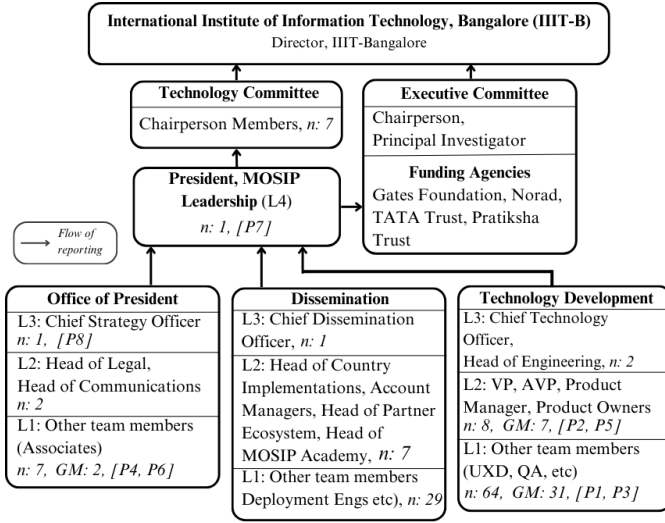 International Institute of Information Technology, Bangalore (IIIT-B)
Director, IIIT-Bangalore
Technology Committee
Chairperson Members, n: 7
Executive Committee
Chairperson,
Principal Investigator
Funding Agencies
Gates Foundation, Norad,
TATA Trust, Pratiksha
Trust
President, MOSIP
Leadership (L4)
n: 1, [P7]
Flow of
reporting
Office of President
L3: Chief Strategy Officer
n: 1, [P8]
L2: Head of Legal,
Head of Communications
n: 2
L1: Other team members
(Associates)
n: 7, GM: 2, [P4, P6]
Dissemination
L3: Chief Dissemination
Officer, n: 1
L2: Head of Country
Implementations, Account
Managers, Head of Partner
Ecosystem, Head of
MOSIP Academy, n: 7
L1: Other team members
Deployment Engs etc), n: 29
Technology Development
L3: Chief Technology
Officer,
Head of Engineering, n: 2
L2: VP, AVP, Product
Manager, Product Owners
n: 8, GM: 7, [P2, P5]
L1: Other team members
(UXD, QA, etc)
n: 64, GM: 31, [P1, P3]